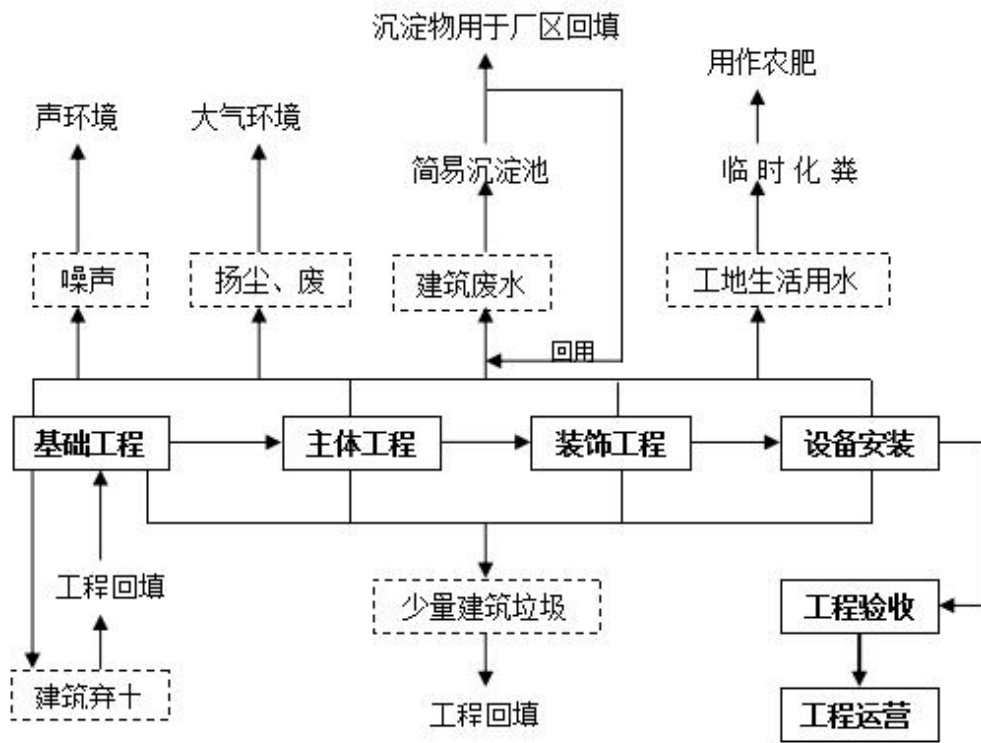 沉淀物用于厂区回填
用作农肥
声环境
大气环境
简易沉淀池
临时化粪
噪声
扬尘、废
建筑废水
工地生活用水
回用
基础工程
主体工程
装饰工程
设备安装
工程回填
少量建筑垃圾
工程验收
建筑弃十
工程回填
工程运营